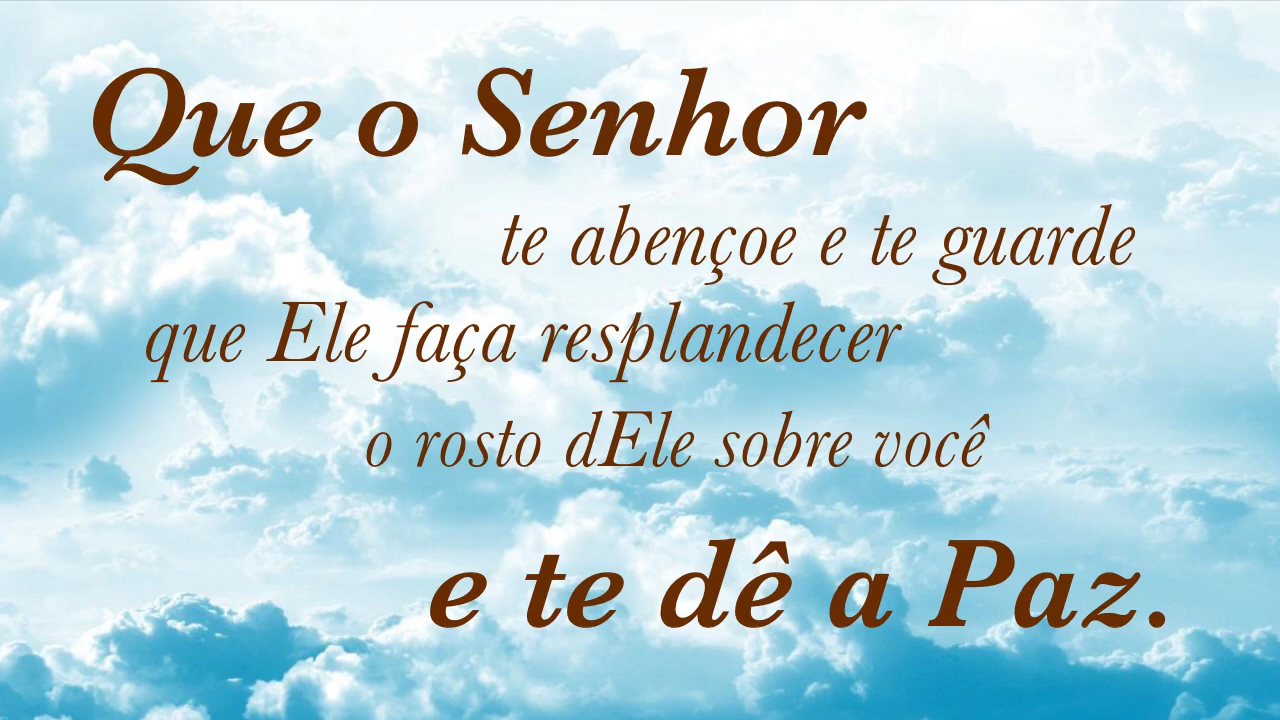 Que o Senhor
te abençoe e te guarde
que Ele faça resplandecer
o rosto dEle sobre você
e te dê a Paz.